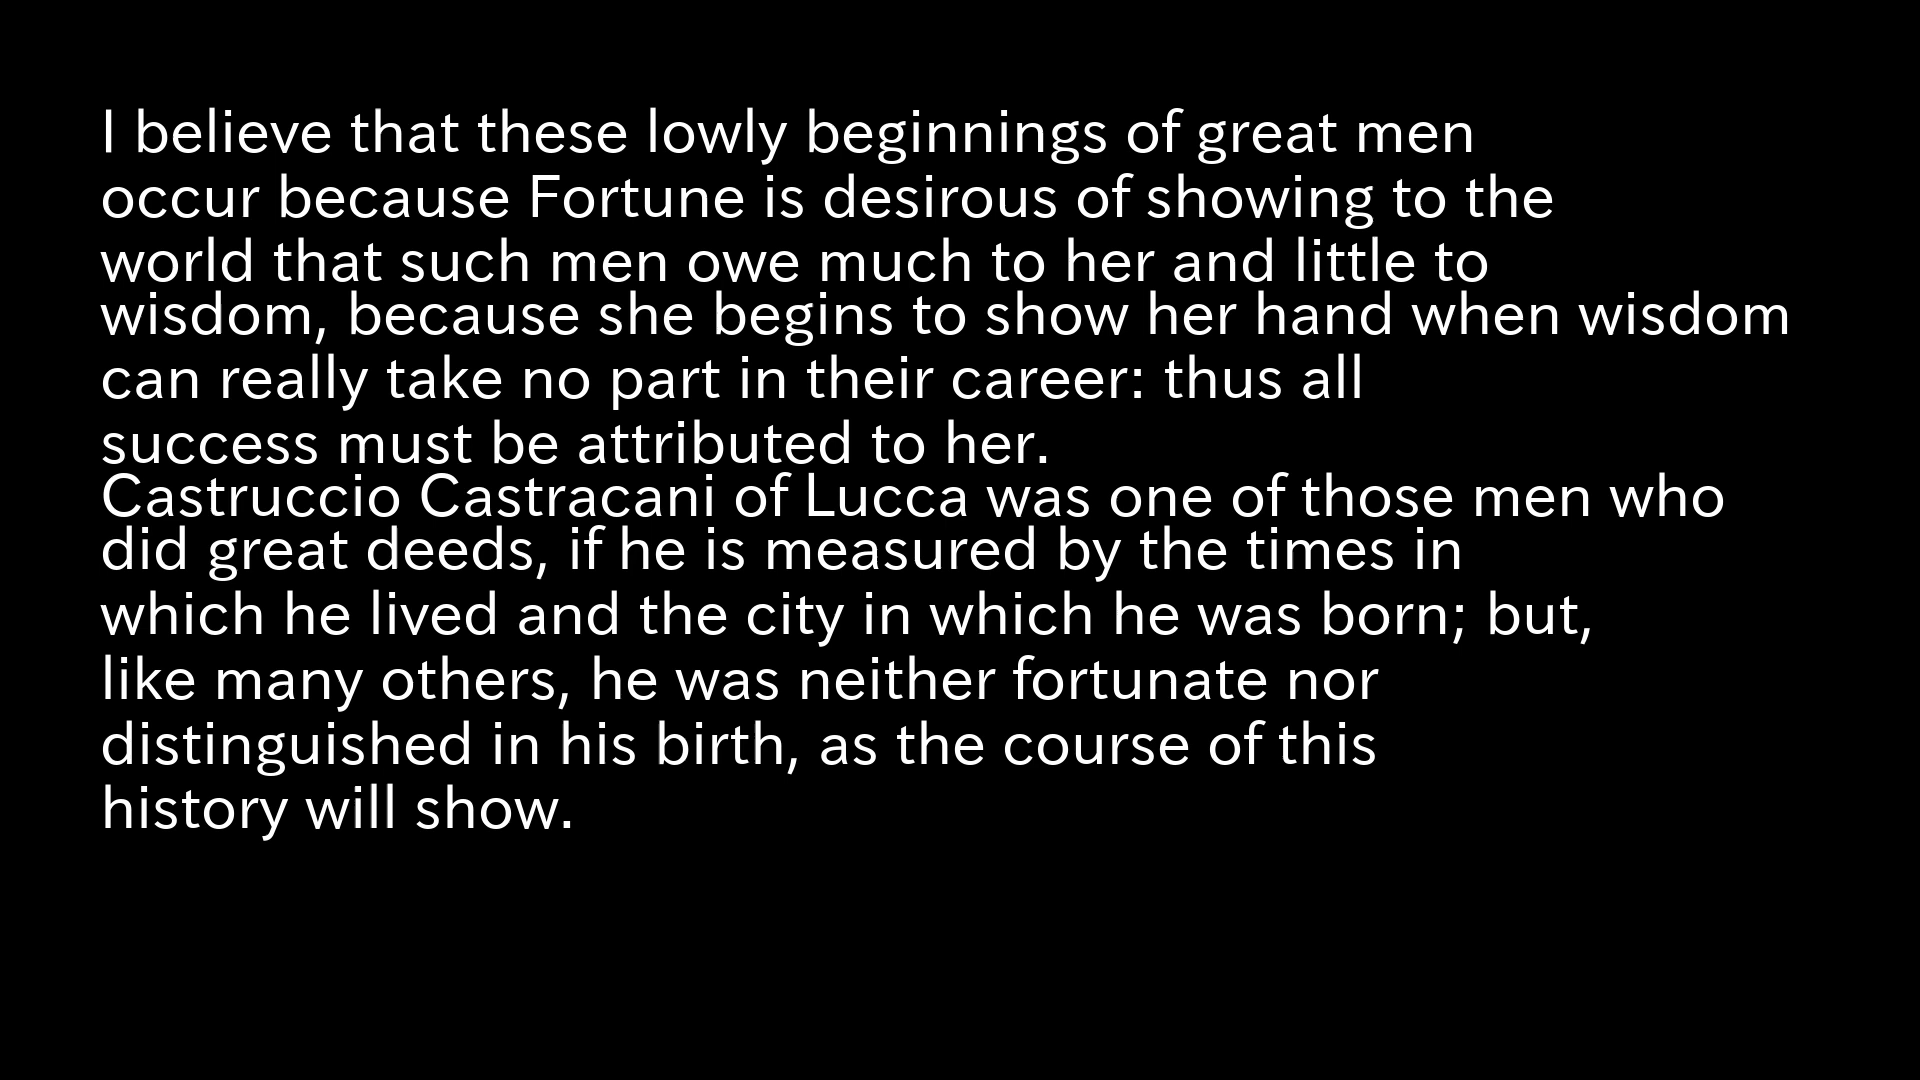 I believe that these lowly beginnings of great men
occur because Fortune is desirous of showing to the
world that such men owe much to her and little to
wisdom, because she begins to show her hand when wisdom
can really take no part in their career: thus all
success must be attributed to her.
Castruccio Castracani of Lucca was one of those men who
did great deeds, if he is measured by the times in
which he lived and the city in which he was born; but,
like many others, he was neither fortunate nor
distinguished in his birth, as the course of this
history will show.